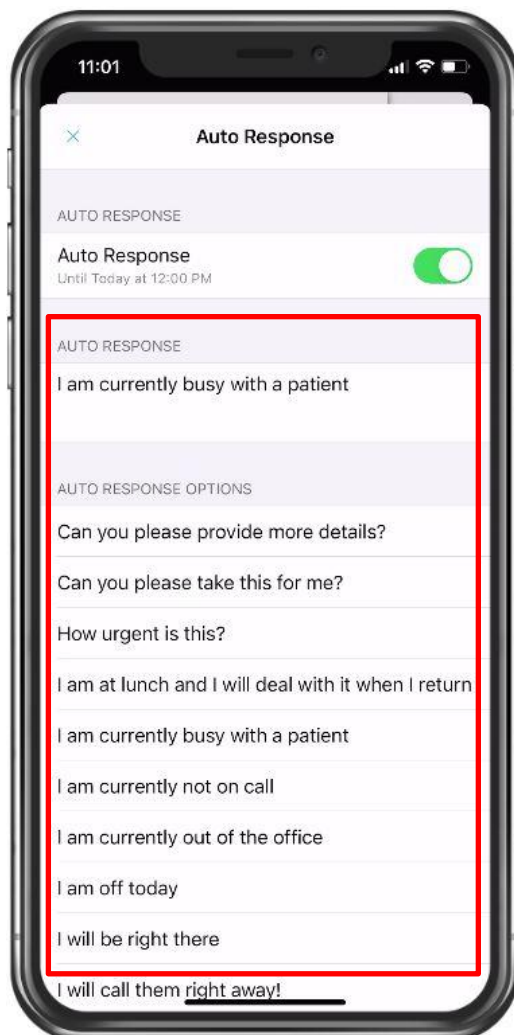 11:01
Auto Response
AUTO RESPONSE
Auto Response
Until Today at 12:00 PM
AUTO RESPONSE
I am currently busy with a patient
AUTO RESPONSE OPTIONS
Can you please provide more details?
Can you please take this for me?
How urgent is this?
I am at lunch and I will deal with it when I return
I am currently busy with a patient
I am currently not on call
I am currently out of the office
I am off today
I will be right there
I will call them right away!